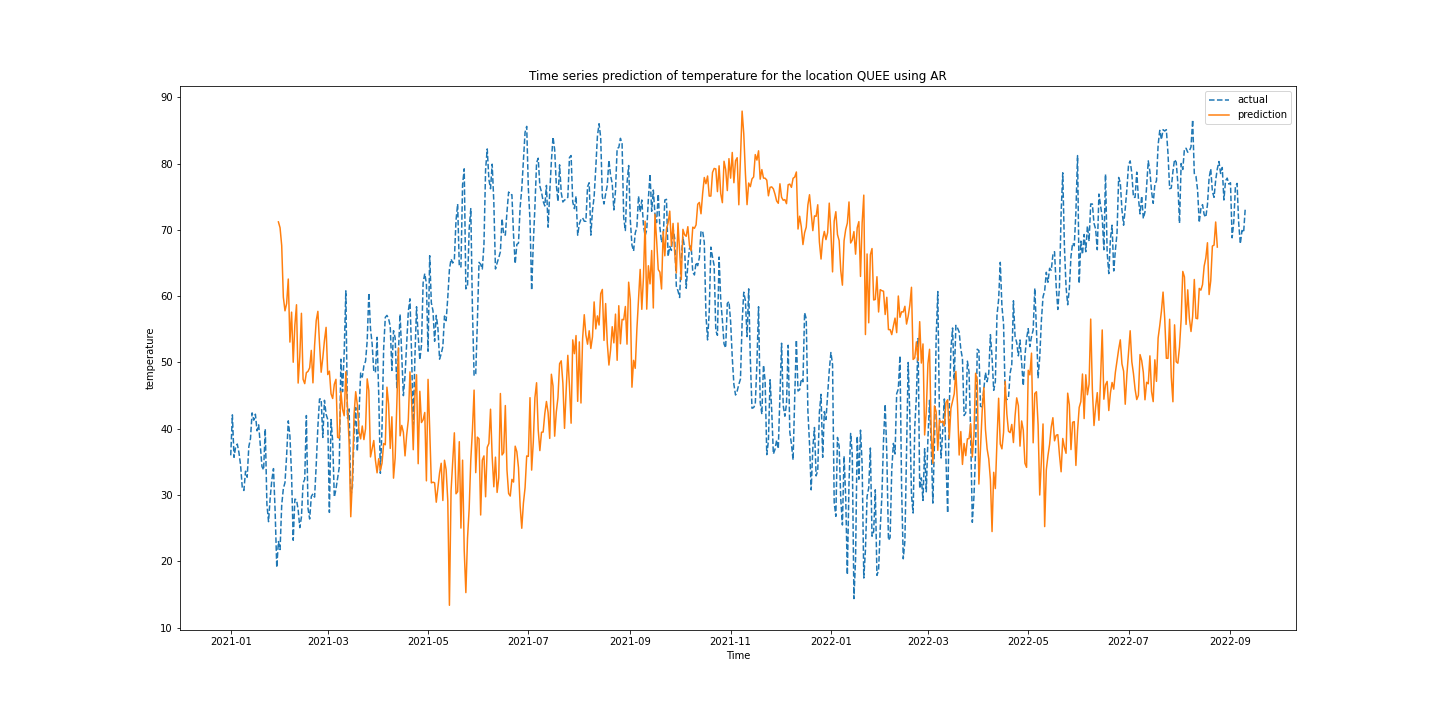 Time series prediction of temperature for the location QUEE using AR
actual
prediction
90
80
70
60
50
40
30
20
10
temperature
2021-01 2021-03 2021-05 2021-07 2021-09 2021-11 2022-01 2022-03 2022-05 2022-07 2022-09
Time